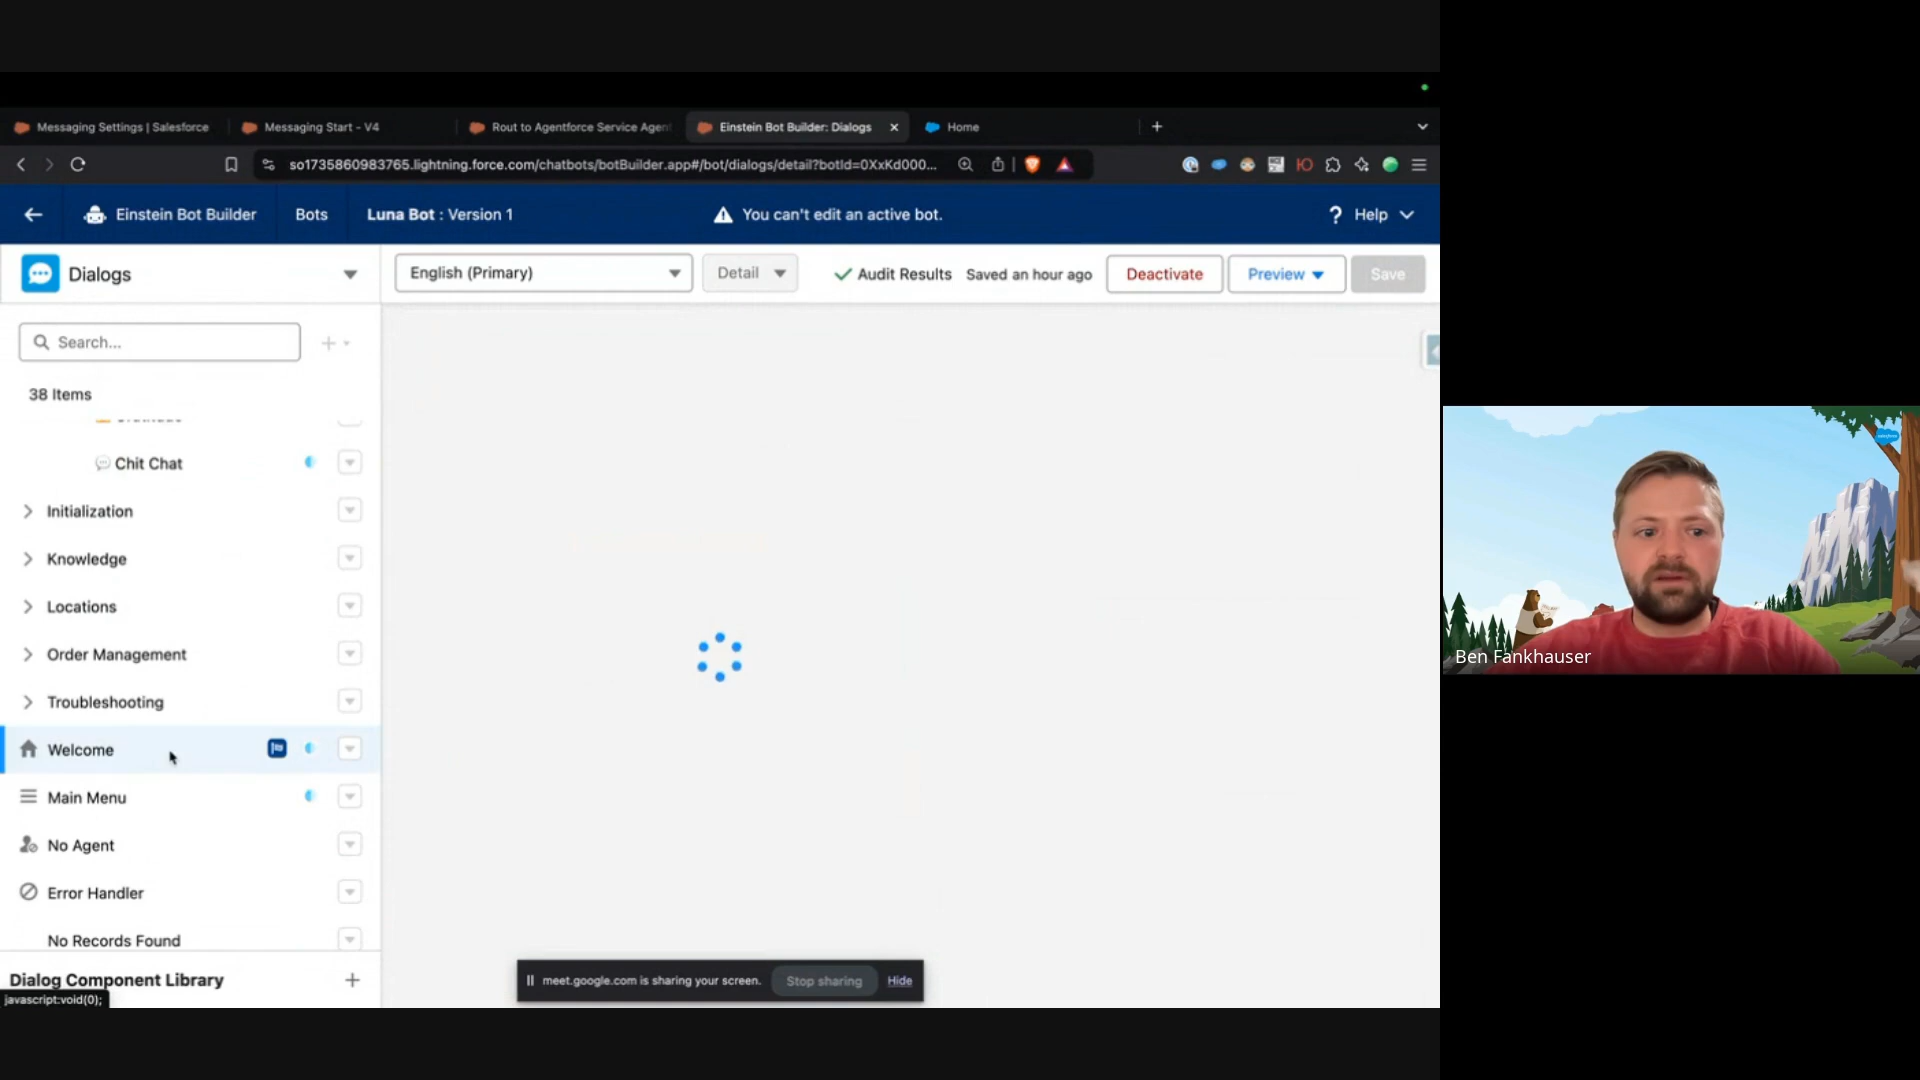 Messaging Settings | Salesforce
Messaging Start - V4
Rout to Agentforce Service Agent
Einstein Bot Builder: Dialogs
Home
so1735860983765.lightning.force.com/chatbots/botBuilder.app#/bot/dialogs/detail?botId=0XxKd000...
Einstein Bot Builder
Bots
Luna Bot : Version 1
You can't edit an active bot.
? Help
Dialogs
English (Primary)
Detail
Audit Results
Saved an hour ago
Deactivate
Preview
Save
Search...
38 Items
Chit Chat
Initialization
Knowledge
Locations
Order Management
Troubleshooting
Welcome
Main Menu
No Agent
Error Handler
No Records Found
Dialog Component Library
javascript:void(0);
meet.google.com is sharing your screen.
Stop sharing
Hide
Ben Fankhauser
salesforce